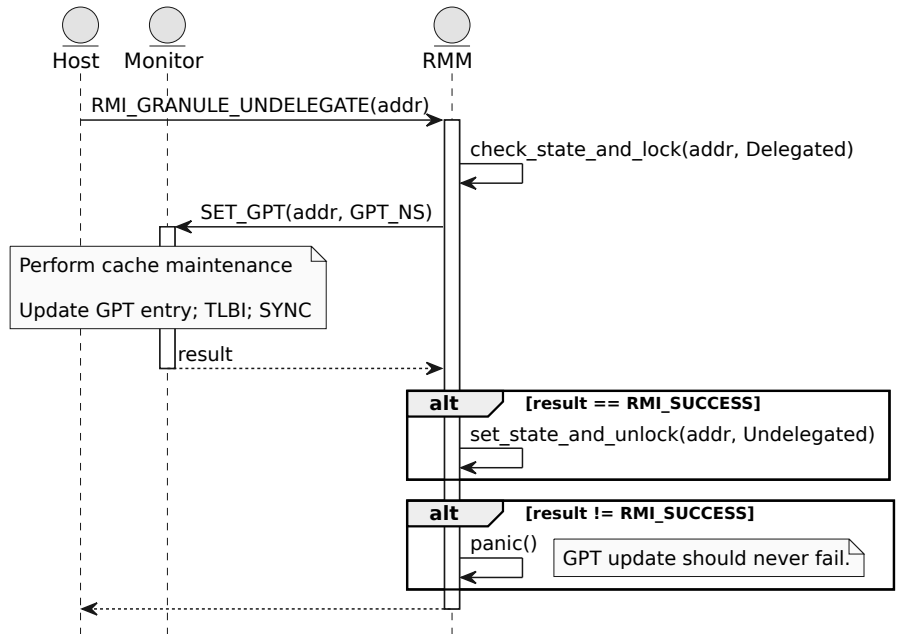 Host
Monitor
RMM
RMI_GRANULE_UNDELEGATE(addr)
check_state_and_lock(addr, Delegated)
SET_GPT(addr, GPT_NS)
Perform cache maintenance
Update GPT entry; TLBI; SYNC
result
alt
[result == RMI_SUCCESS]
set_state_and_unlock(addr, Undelegated)
alt
[result != RMI_SUCCESS]
panic()
GPT update should never fail.